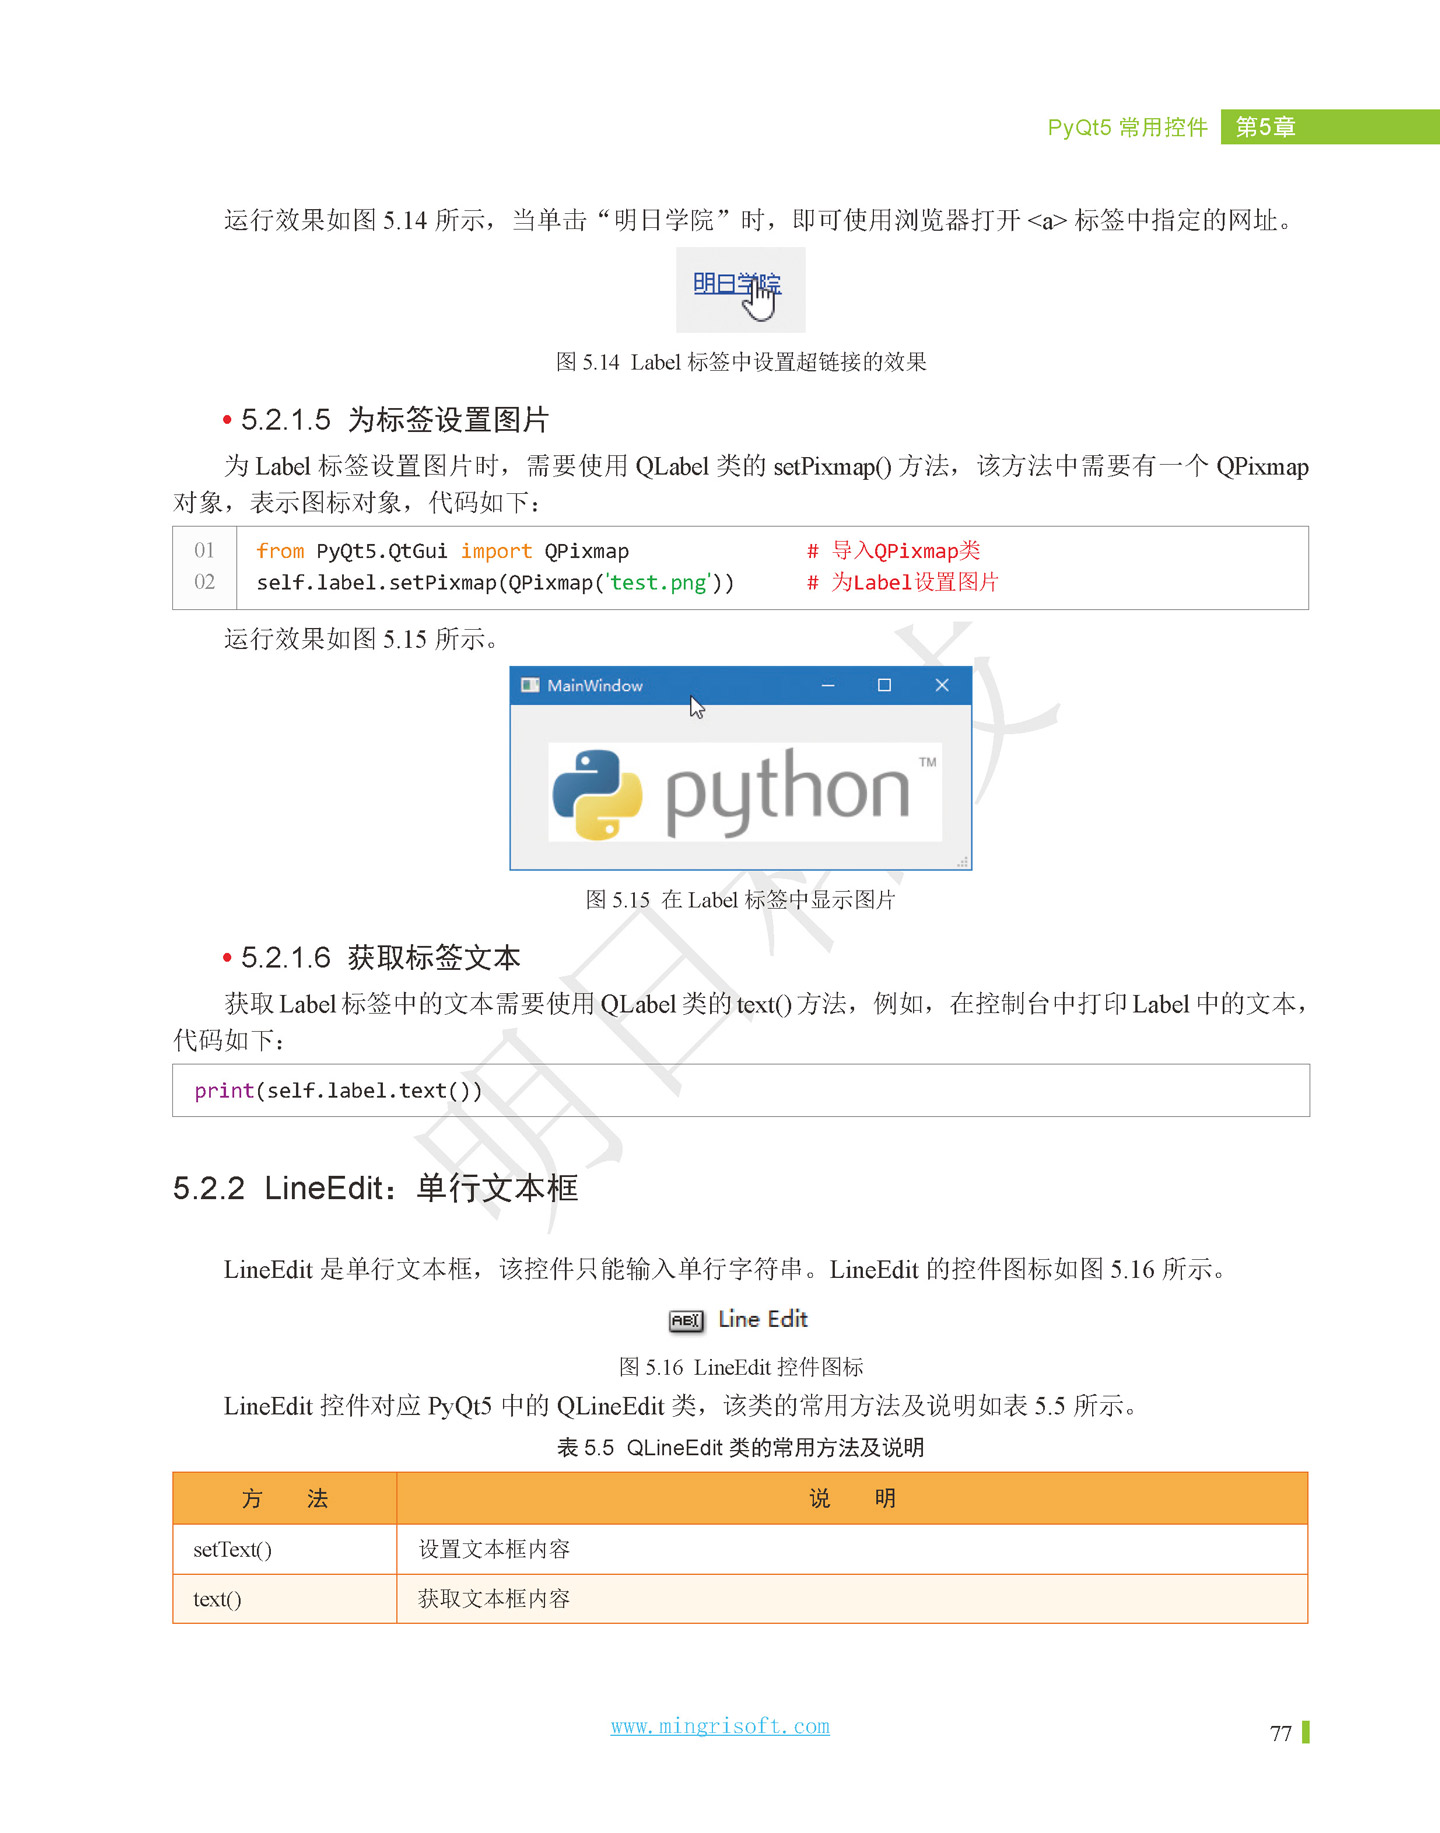 PyQt5 常用控件 第5章
运行效果如图 5.14 所示，当单击“明日学院”时，即可使用浏览器打开 <a> 标签中指定的网址。
明日学院
图 5.14 Label 标签中设置超链接的效果
• 5.2.1.5 为标签设置图片
为 Label 标签设置图片时，需要使用 QLabel 类的 setPixmap() 方法，该方法中需要有一个 QPixmap
对象，表示图标对象，代码如下：
01 from PyQt5.QtGui import QPixmap # 导入QPixmap类
02 self.label.setPixmap(QPixmap('test.png')) # 为Label设置图片
运行效果如图 5.15 所示。
MainWindow
python TM
图 5.15 在 Label 标签中显示图片
• 5.2.1.6 获取标签文本
获取 Label 标签中的文本需要使用 QLabel 类的 text() 方法，例如，在控制台中打印 Label 中的文本，
代码如下：
print(self.label.text())
5.2.2 LineEdit：单行文本框
LineEdit 是单行文本框，该控件只能输入单行字符串。LineEdit 的控件图标如图 5.16 所示。
ABI Line Edit
图 5.16 LineEdit 控件图标
LineEdit 控件对应 PyQt5 中的 QLineEdit 类，该类的常用方法及说明如表 5.5 所示。
表 5.5 QLineEdit 类的常用方法及说明
方 法 说 明
setText() 设置文本框内容
text() 获取文本框内容
明日科技
www.mingrisoft.com
77